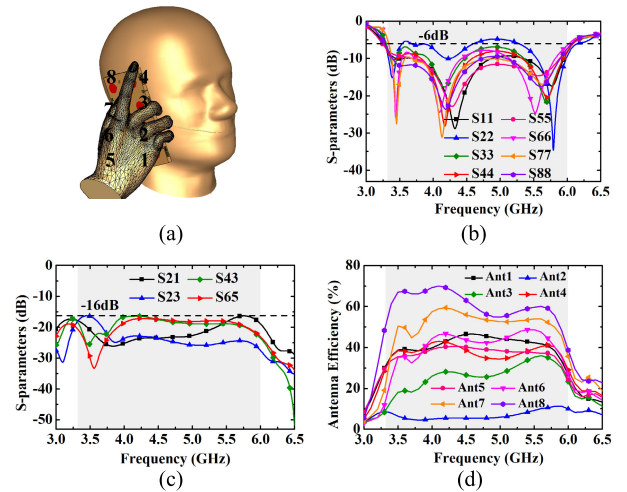 8 4
7 3
6 2
5 1
(a)
-6dB
S-parameters (dB)
0
-10
-20
-30
-40
S11 S55
S22 S66
S33 S77
S44 S88
3.0 3.5 4.0 4.5 5.0 5.5 6.0 6.5
Frequency (GHz)
(b)
S-parameters (dB)
0
-10
-20
-30
-40
-50
S21 S43
S23 S65
-16dB
3.0 3.5 4.0 4.5 5.0 5.5 6.0 6.5
Frequency (GHz)
(c)
Antenna Efficiency (%)
80
60
40
20
0
Ant1 Ant2
Ant3 Ant4
Ant5 Ant6
Ant7 Ant8
3.0 3.5 4.0 4.5 5.0 5.5 6.0 6.5
Frequency (GHz)
(d)